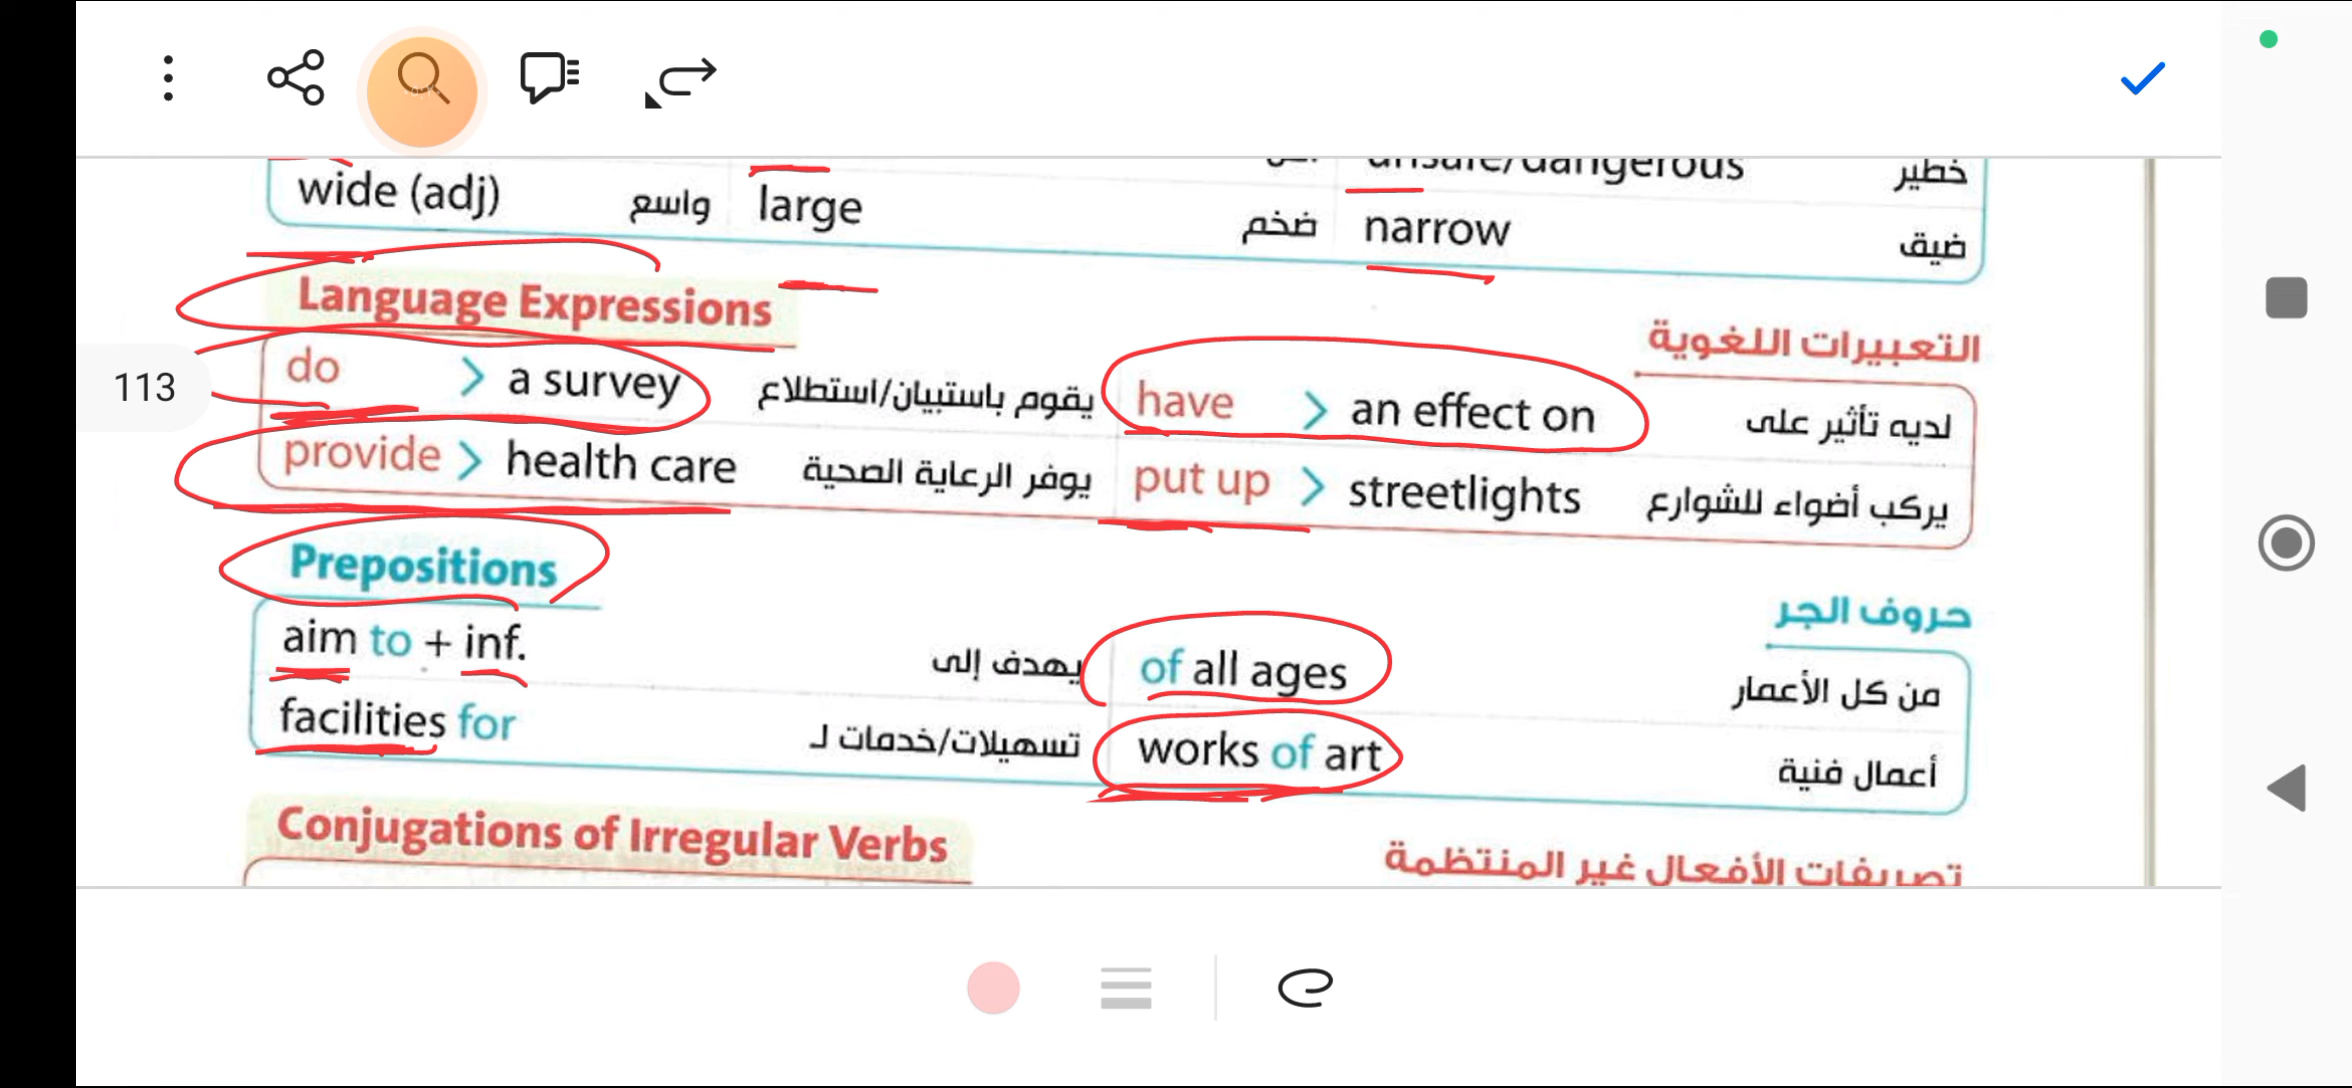 unsafe/dangerous خطير
wide (adj) واسع large ضخم narrow ضيق
Language Expressions التعبيرات اللغوية
113
do > a survey يقوم باستبيان/استطلاع have > an effect on لديه تأثير على
provide > health care يوفر الرعاية الصحية put up > streetlights يركب أضواء للشوارع
Prepositions حروف الجر
aim to + inf. يهدف إلى of all ages من كل الأعمار
facilities for تسهيلات/خدمات لـ works of art أعمال فنية
Conjugations of Irregular Verbs تصريفات الأفعال غير المنتظمة